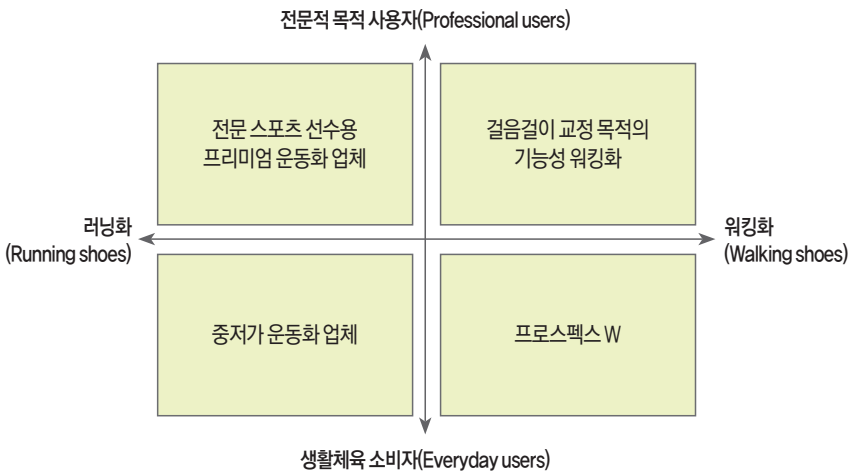 전문적 목적 사용자(Professional users)
전문 스포츠 선수용
프리미엄 운동화 업체
걸음걸이 교정 목적의
기능성 워킹화
러닝화
(Running shoes)
워킹화
(Walking shoes)
중저가 운동화 업체
프로스펙스 W
생활체육 소비자(Everyday users)